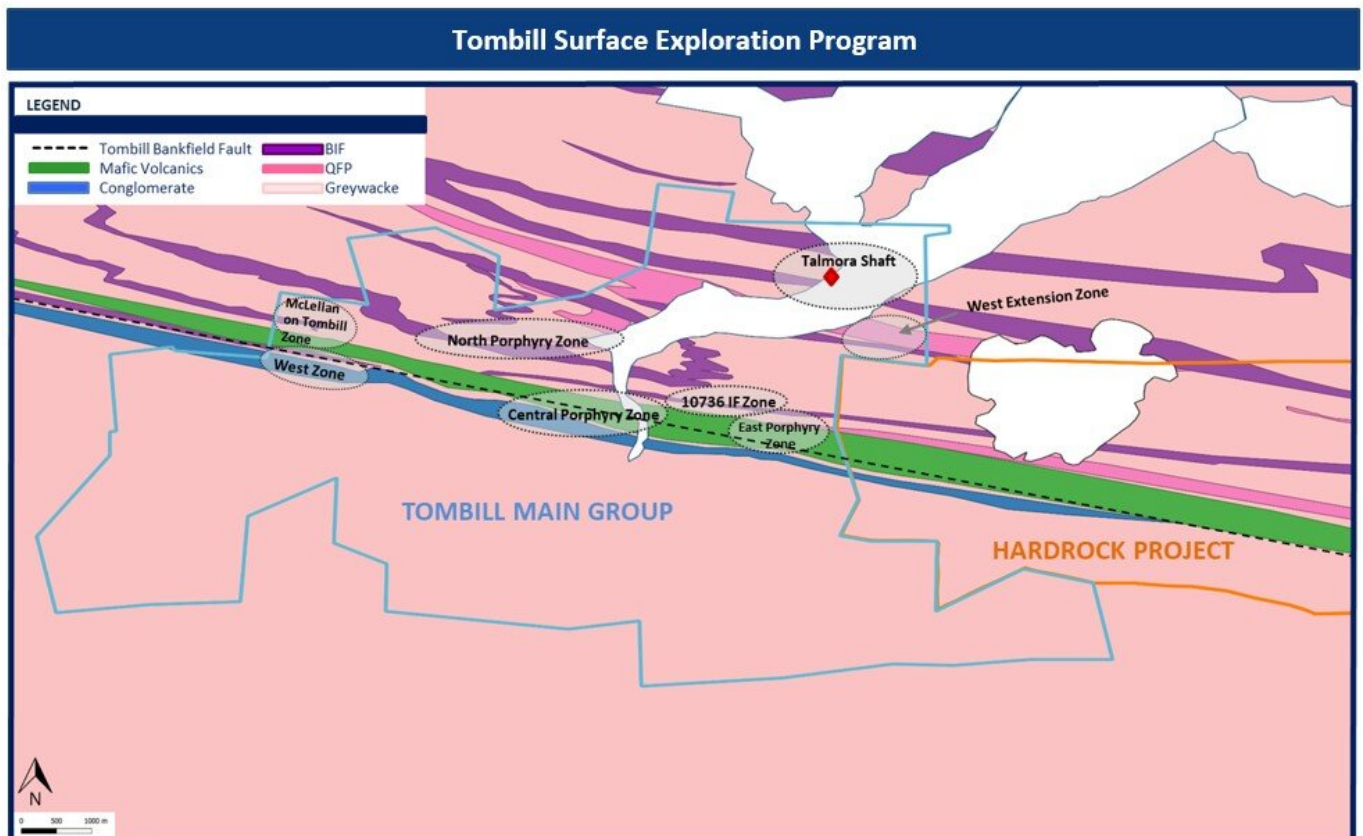 Tombill Surface Exploration Program
LEGEND
Tombill Bankfield Fault
Mafic Volcanics
Conglomerate
BIF
QFP
Greywacke
Talmora Shaft
West Extension Zone
McLellan
on Tombill
Zone
North Porphyry Zone
West Zone
10736 IF Zone
Central Porphyry Zone
East Porphyry
Zone
TOMBILL MAIN GROUP
HARDROCK PROJECT
N
0 500 1000 m